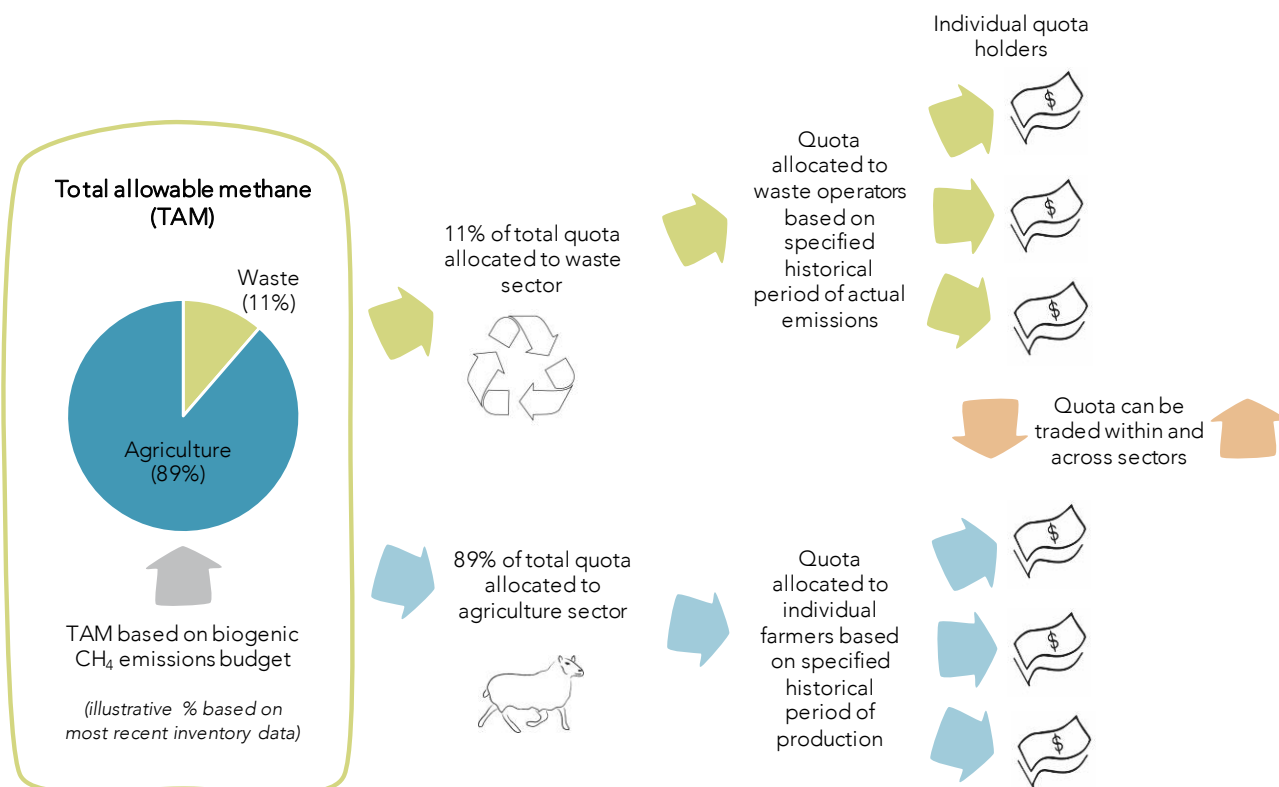 Individual quota
holders
Total allowable methane
(TAM)
Waste
(11%)
Agriculture
(89%)
TAM based on biogenic
CH₄ emissions budget
(illustrative % based on
most recent inventory data)
11% of total quota
allocated to waste
sector
Quota
allocated to
waste operators
based on
specified
historical
period of actual
emissions
$
$
$
Quota can be
traded within and
across sectors
89% of total quota
allocated to
agriculture sector
Quota
allocated to
individual
farmers based
on specified
historical
period of
production
$
$
$